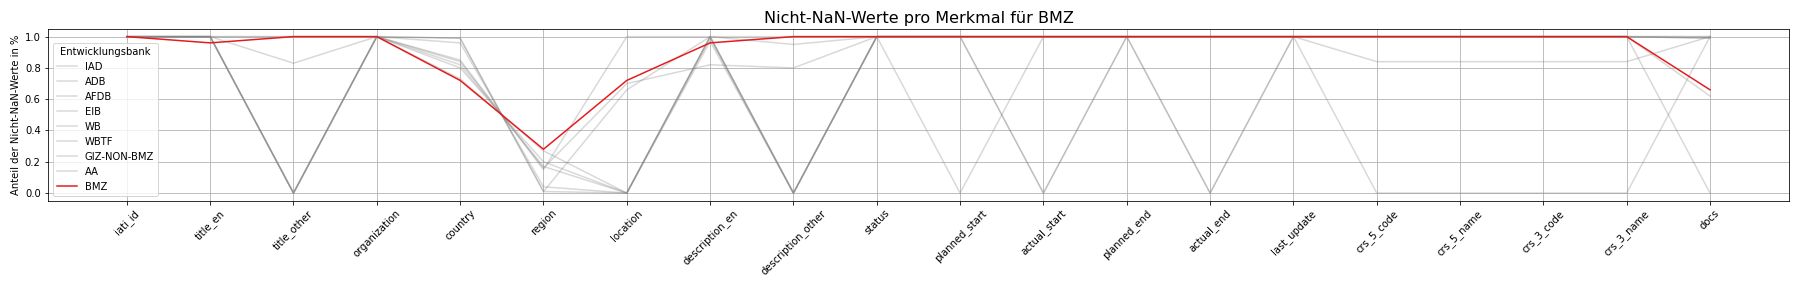 Nicht-NaN-Werte pro Merkmal für BMZ
Anteil der Nicht-NaN-Werte in %
1.0
0.8
0.6
0.4
0.2
0.0
Entwicklungsbank
IAD
ADB
AFDB
EIB
WB
WBTF
GIZ-NON-BMZ
AA
BMZ
iati_id
title_en
title_other
organization
country
region
location
description_en
description_other
status
planned_start
actual_start
planned_end
actual_end
last_update
crs_5_code
crs_5_name
crs_3_code
crs_3_name
docs